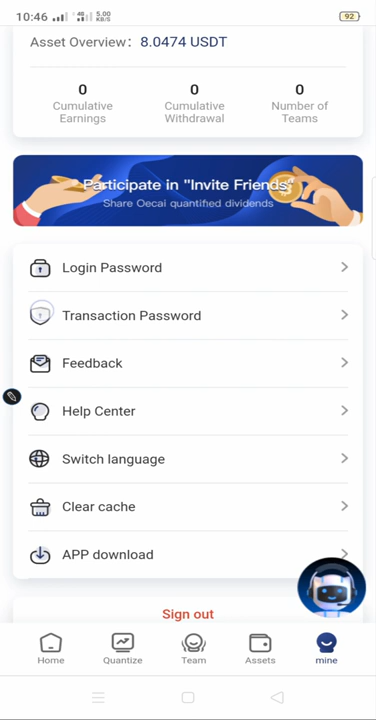 10:46 4G 5.00 KB/S 92
Asset Overview: 8.0474 USDT
0 0 0
Cumulative Earnings Cumulative Withdrawal Number of Teams
Participate in "Invite Friends"
Share Oecai quantified dividends
Login Password
Transaction Password
Feedback
Help Center
Switch language
Clear cache
APP download
Sign out
Home Quantize Team Assets mine